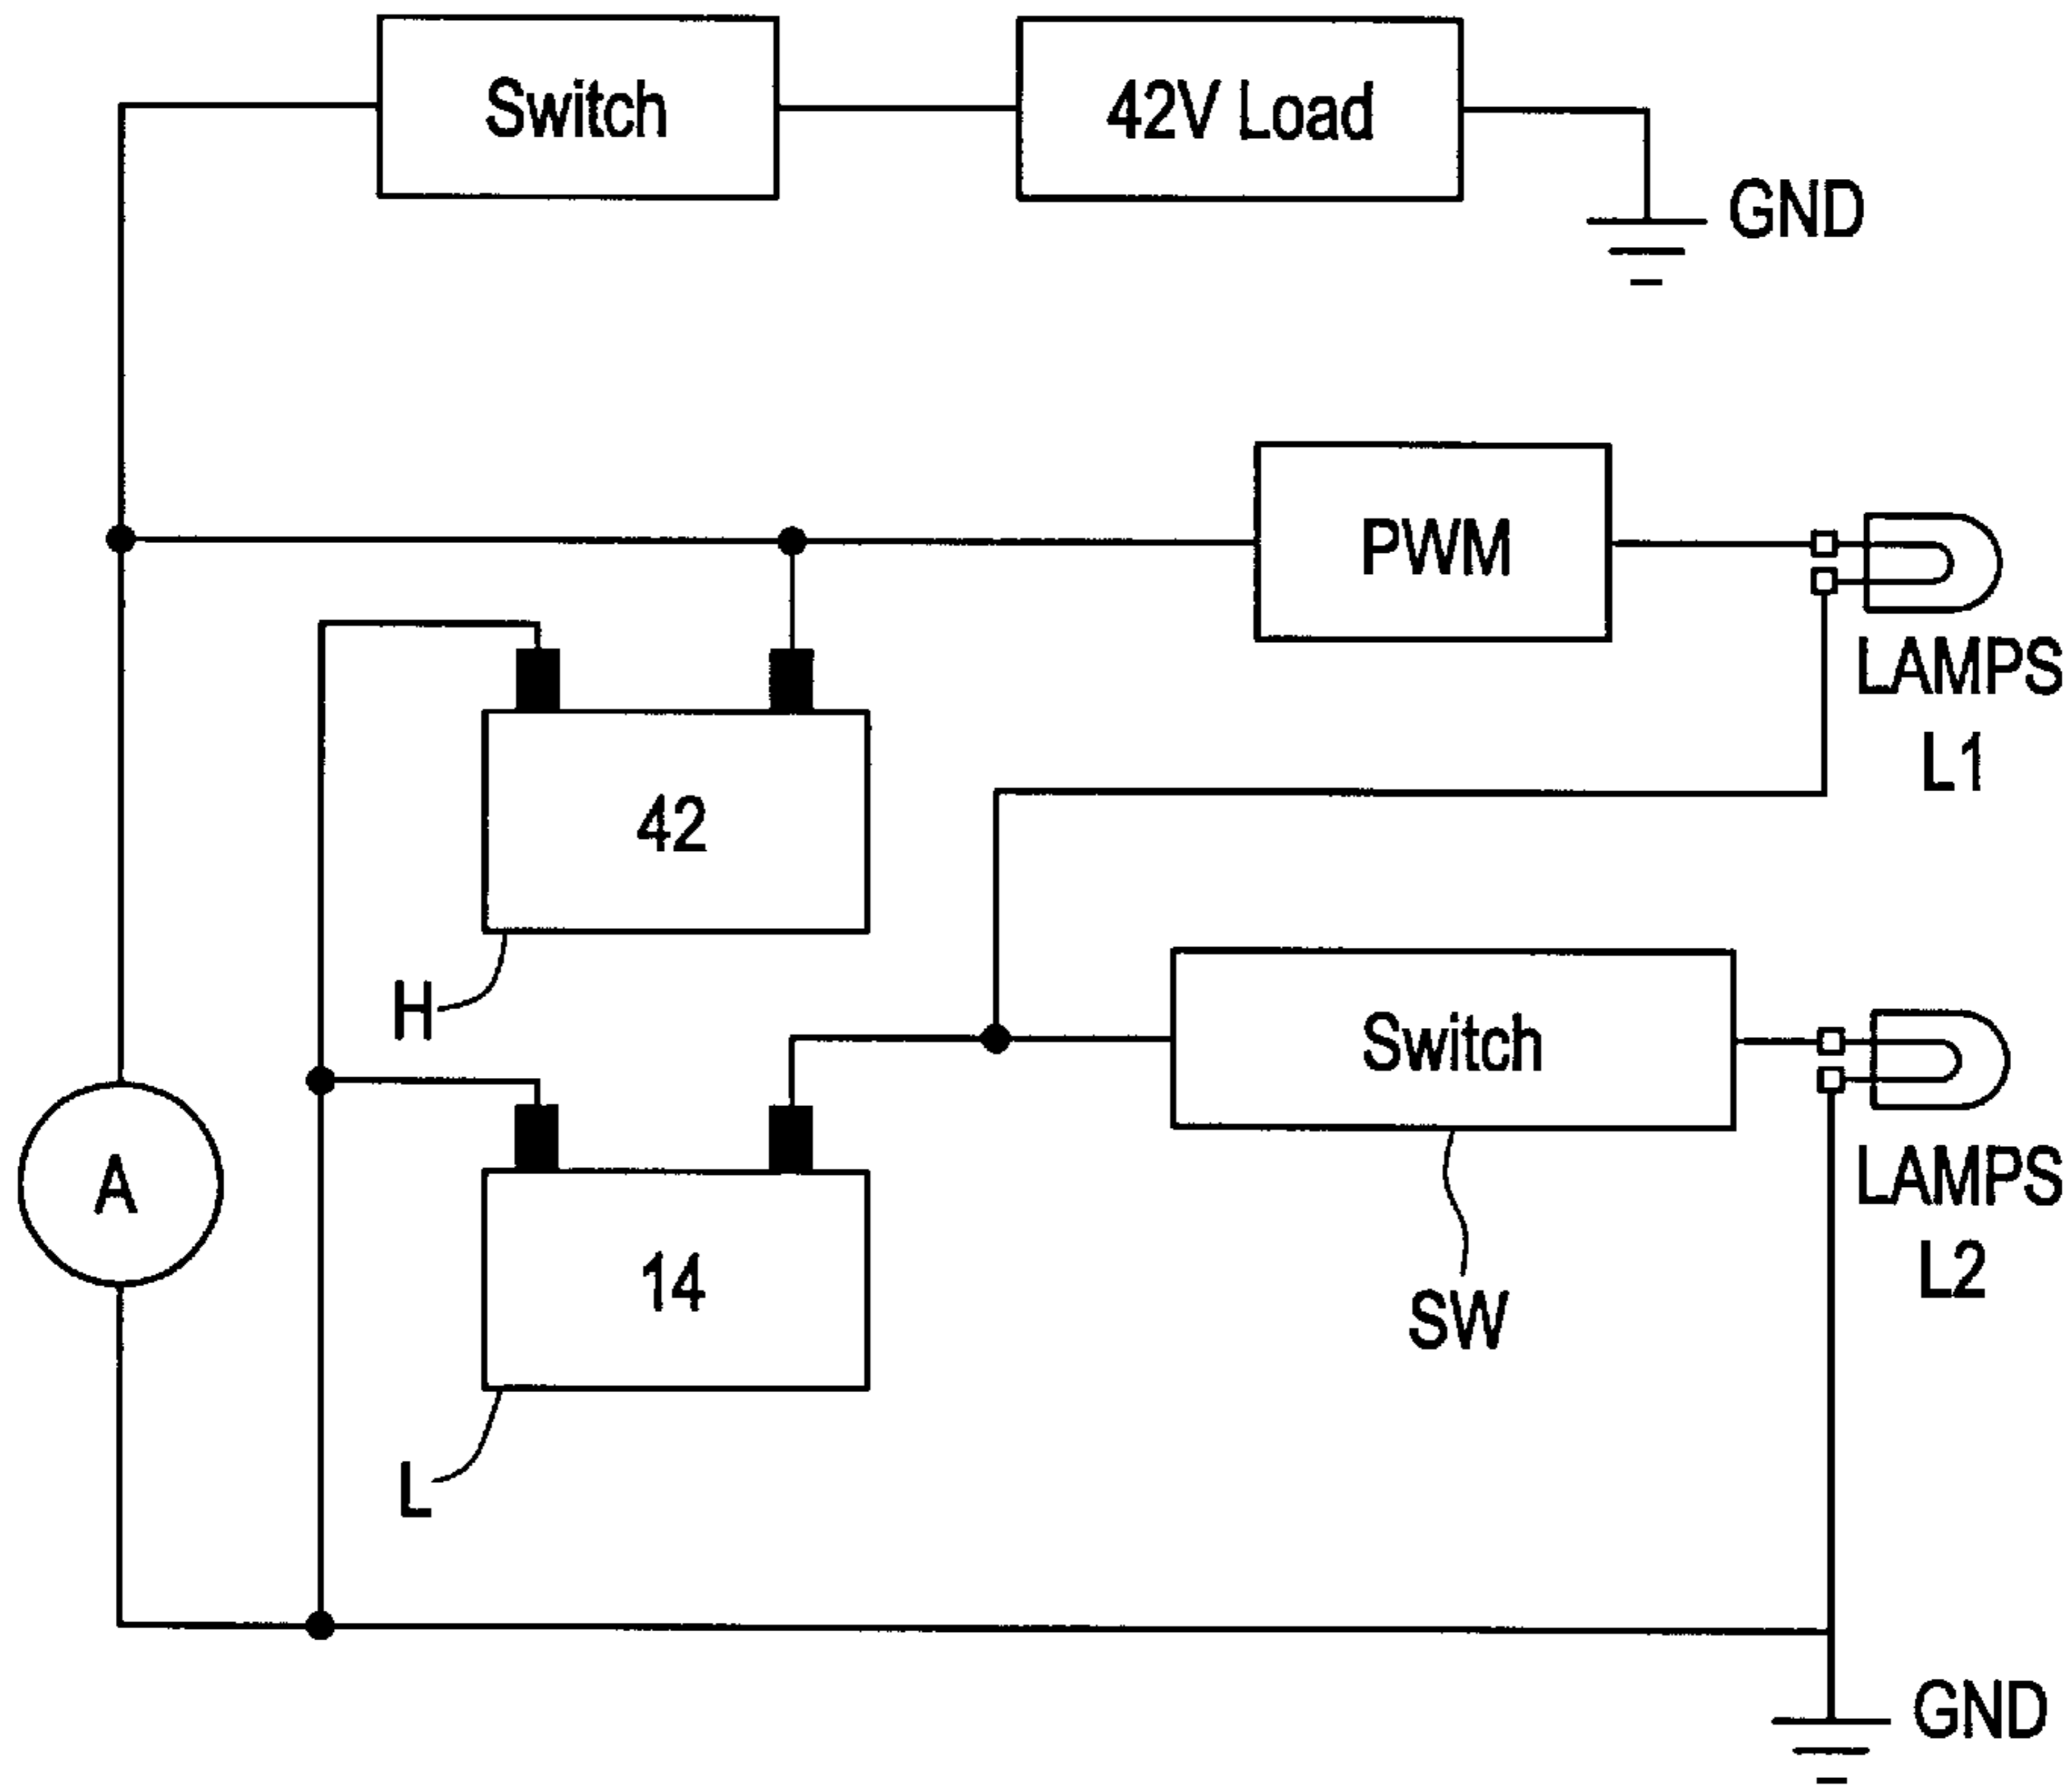 Switch
42V Load
GND
PWM
LAMPS
L1
42
H
Switch
LAMPS
L2
A
14
SW
L
GND